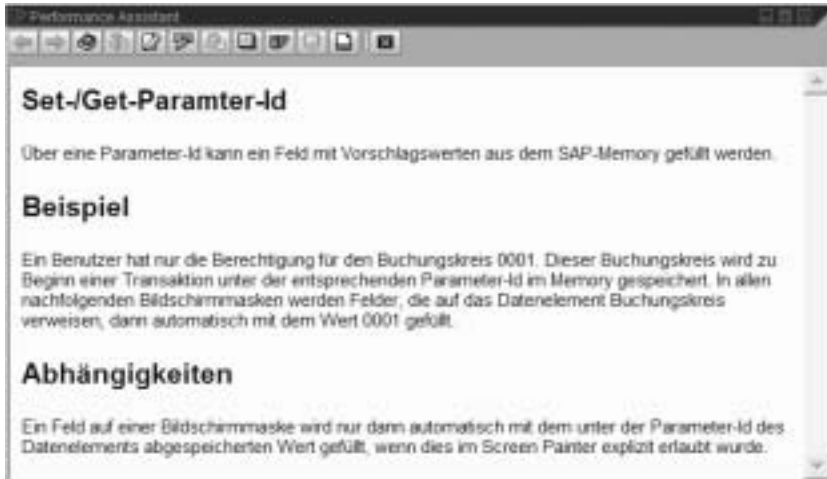 Performance Assistant
Set-/Get-Paramter-Id
Über eine Parameter-Id kann ein Feld mit Vorschlagswerten aus dem SAP-Memory gefüllt werden.
Beispiel
Ein Benutzer hat nur die Berechtigung für den Buchungskreis 0001. Dieser Buchungskreis wird zu
Beginn einer Transaktion unter der entsprechenden Parameter-Id im Memory gespeichert. In allen
nachfolgenden Bildschirmmasken werden Felder, die auf das Datenelement Buchungskreis
verweisen, dann automatisch mit dem Wert 0001 gefüllt.
Abhängigkeiten
Ein Feld auf einer Bildschirmmaske wird nur dann automatisch mit dem unter der Parameter-Id des
Datenelements abgespeicherten Wert gefüllt, wenn dies im Screen Painter explizit erlaubt wurde.